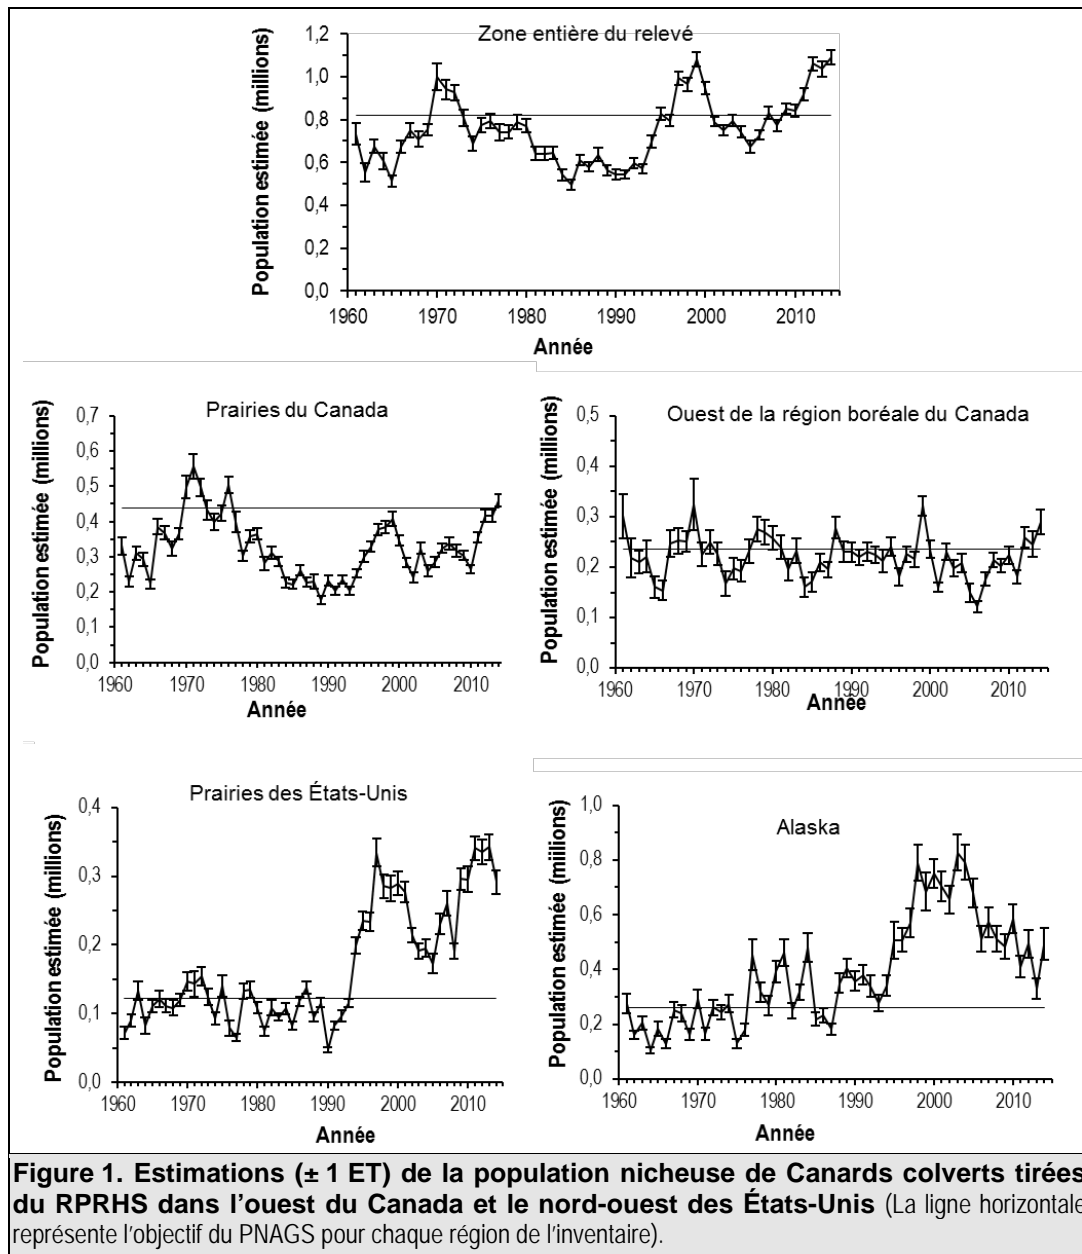 Zone entière du relevé
Population estimée (millions)
1,2
1,0
0,8
0,6
0,4
0,2
0,0
1960 1970 1980 1990 2000 2010
Année
Prairies du Canada
Population estimée (millions)
0,7
0,6
0,5
0,4
0,3
0,2
0,1
0,0
1960 1970 1980 1990 2000 2010
Année
Ouest de la région boréale du Canada
Population estimée (millions)
0,5
0,4
0,3
0,2
0,1
0,0
1960 1970 1980 1990 2000 2010
Année
Prairies des États-Unis
Population estimée (millions)
0,4
0,3
0,2
0,1
0,0
1960 1970 1980 1990 2000 2010
Année
Alaska
Population estimée (millions)
1,0
0,8
0,6
0,4
0,2
0,0
1960 1970 1980 1990 2000 2010
Année
Figure 1. Estimations (± 1 ET) de la population nicheuse de Canards colverts tirées
du RPRHS dans l'ouest du Canada et le nord-ouest des États-Unis (La ligne horizontale
représente l'objectif du PNAGS pour chaque région de l'inventaire).